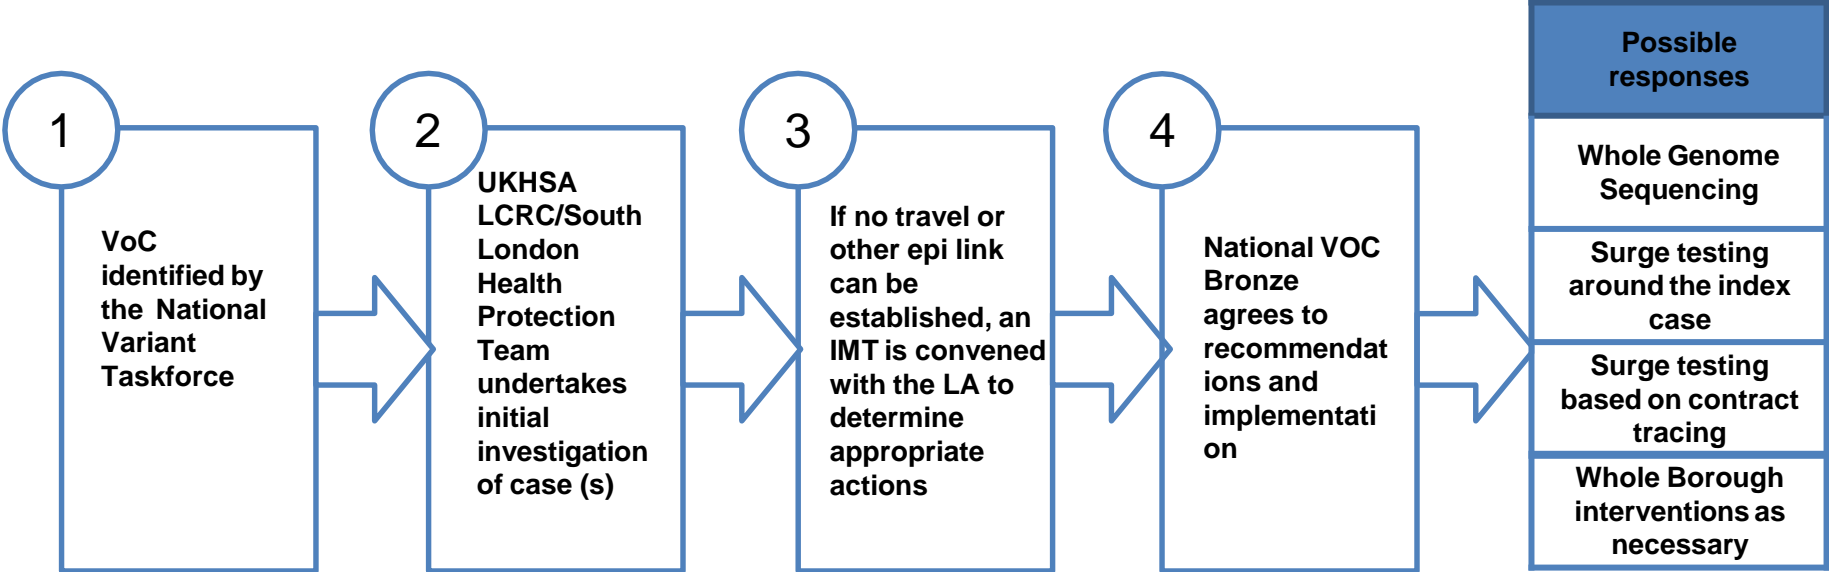 1
VoC
identified by
the National
Variant
Taskforce
2
UKHSA
LCRC/South
London
Health
Protection
Team
undertakes
initial
investigation
of case (s)
3
If no travel or
other epi link
can be
established, an
IMT is convened
with the LA to
determine
appropriate
actions
4
National VOC
Bronze
agrees to
recommendat
ions and
implementati
on
Possible
responses
Whole Genome
Sequencing
Surge testing
around the index
case
Surge testing
based on contract
tracing
Whole Borough
interventions as
necessary